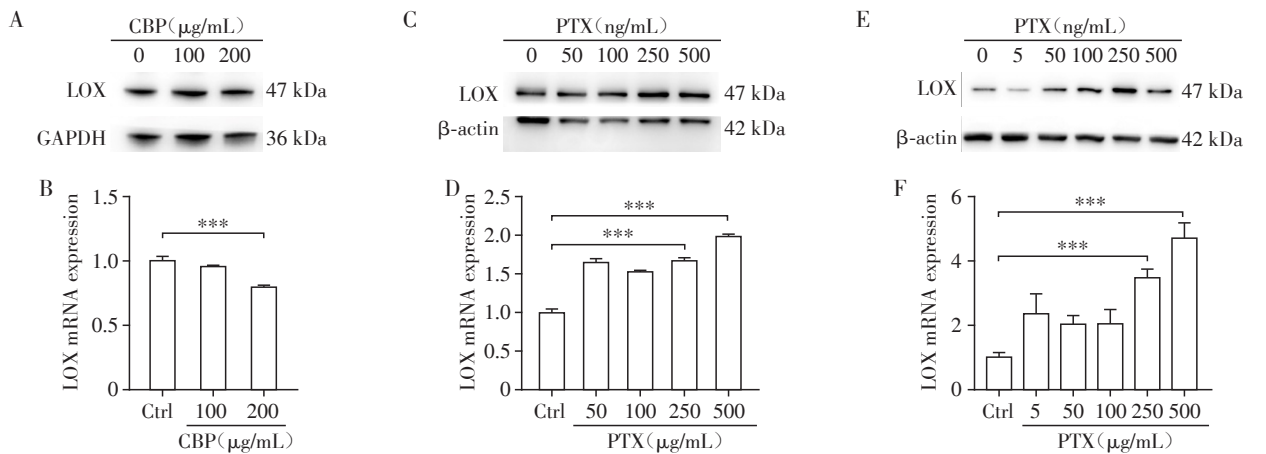 A
CBP（μg/mL）
0 100 200
LOX 47 kDa
GAPDH 36 kDa
B
LOX mRNA expression
1.5
1.0
0.5
0
***
Ctrl 100 200
CBP（μg/mL）
C
PTX（ng/mL）
0 50 100 250 500
LOX 47 kDa
β-actin 42 kDa
D
LOX mRNA expression
2.5
2.0
1.5
1.0
0.5
0
***
***
Ctrl 50 100 250 500
PTX（μg/mL）
E
PTX（ng/mL）
0 5 50 100 250 500
LOX 47 kDa
β-actin 42 kDa
F
LOX mRNA expression
6
4
2
0
***
***
Ctrl 5 50 100 250 500
PTX（μg/mL）